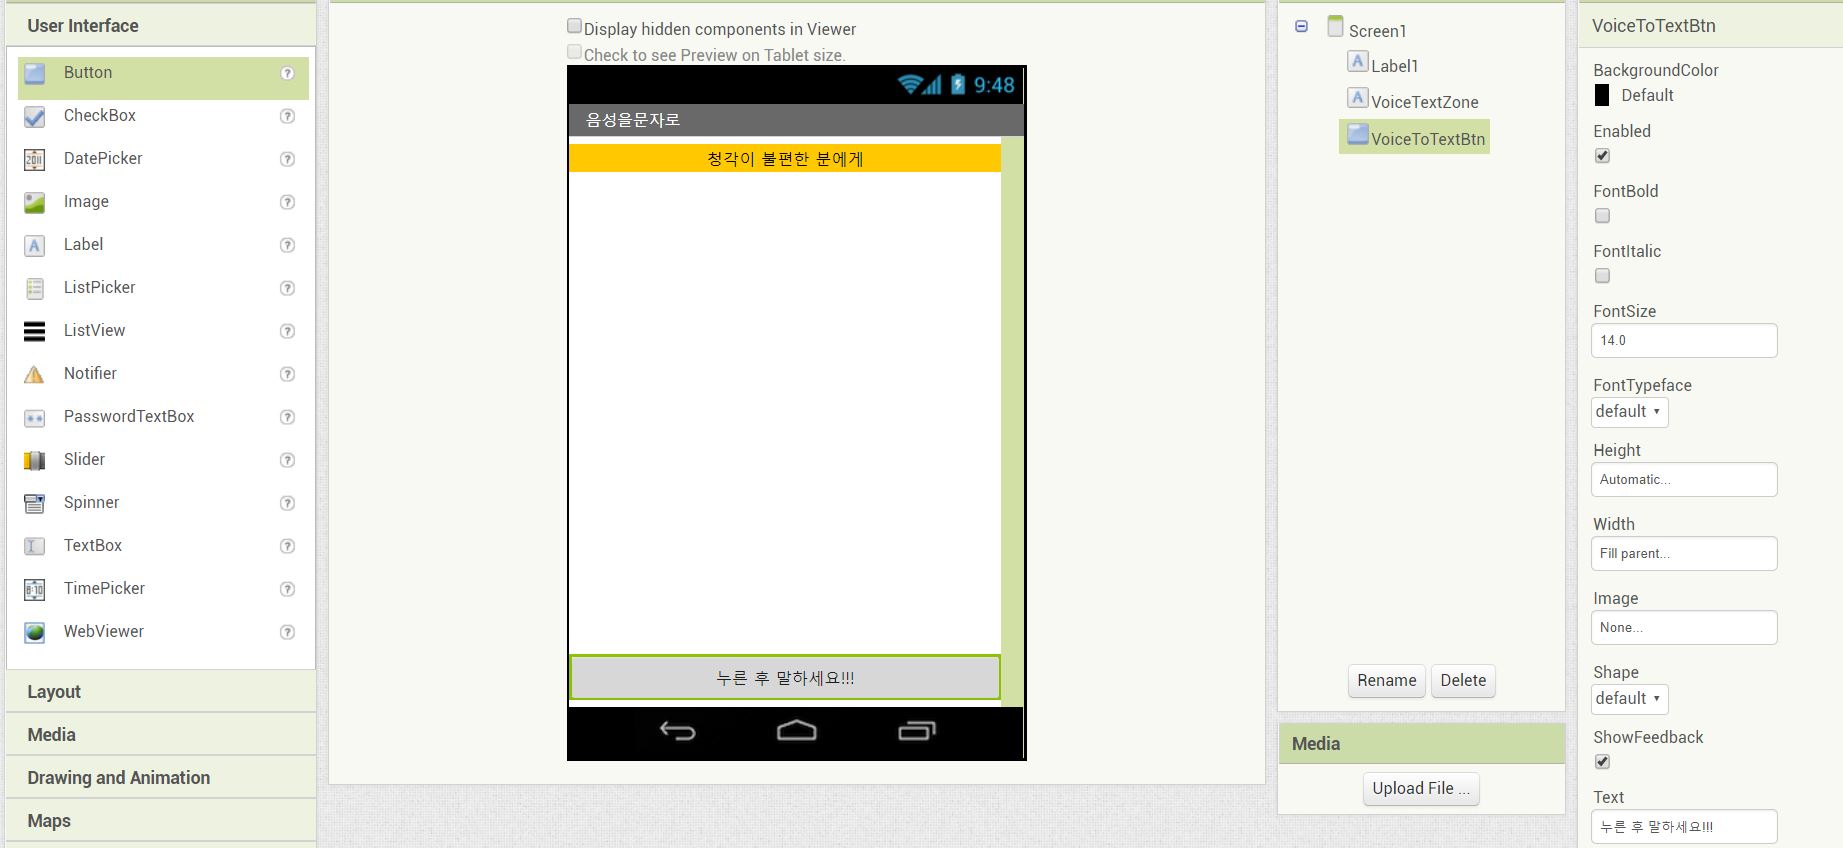 User Interface
Button
CheckBox
DatePicker
Image
Label
ListPicker
ListView
Notifier
PasswordTextBox
Slider
Spinner
TextBox
TimePicker
WebViewer
Layout
Media
Drawing and Animation
Maps
Display hidden components in Viewer
Check to see Preview on Tablet size.
9:48
음성을문자로
청각이 불편한 분에게
누른 후 말하세요!!!
Screen1
Label1
VoiceTextZone
VoiceToTextBtn
Rename Delete
Media
Upload File ...
VoiceToTextBtn
BackgroundColor
Default
Enabled
FontBold
FontItalic
FontSize
14.0
FontTypeface
default
Height
Automatic...
Width
Fill parent...
Image
None...
Shape
default
ShowFeedback
Text
누른 후 말하세요!!!